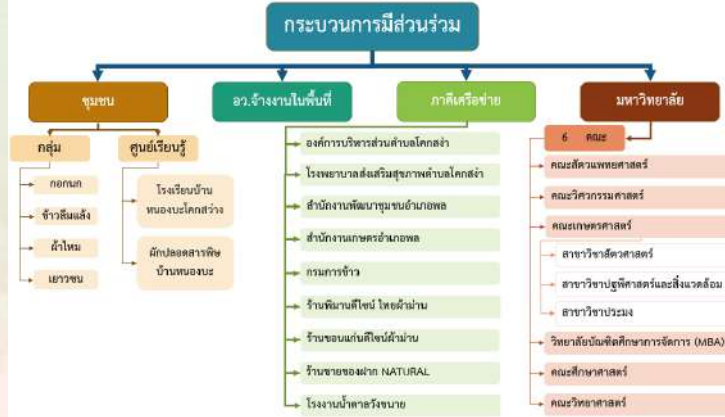 กระบวนการมีส่วนร่วม
ชุมชน
อว.จ้างงานในพื้นที่
ภาคีเครือข่าย
มหาวิทยาลัย
กลุ่ม
ศูนย์เรียนรู้
กอกนก
ข้าวลืมแล้ง
ผ้าไหม
เยาวชน
โรงเรียนบ้าน
หนองบะโคกสว่าง
ผักปลอดสารพิษ
บ้านหนองบะ
องค์การบริหารส่วนตำบลโคกสง่า
โรงพยาบาลส่งเสริมสุขภาพตำบลโคกสง่า
สำนักงานพัฒนาชุมชนอำเภอพล
สำนักงานเกษตรอำเภอพล
กรมการข้าว
ร้านพิมานดีไซน์ ไทยผ้าม่าน
ร้านขอนแก่นดีไซน์ผ้าม่าน
ร้านขายของฝาก NATURAL
โรงงานน้ำตาลวังขนาย
6 คณะ
คณะสัตวแพทยศาสตร์
คณะวิศวกรรมศาสตร์
คณะเกษตรศาสตร์
สาขาวิชาสัตวศาสตร์
สาขาวิชาปฐพีศาสตร์และสิ่งแวดล้อม
สาขาวิชาประมง
วิทยาลัยบัณฑิตศึกษาการจัดการ (MBA)
คณะศึกษาศาสตร์
คณะวิทยาศาสตร์